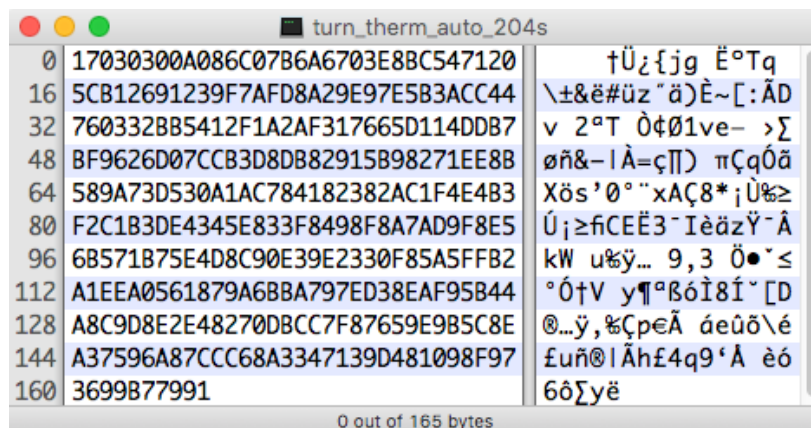 turn_therm_auto_204s
0 17030300A086C07B6A6703E8BC547120 †Ü¿{jg ËºTq
16 5CB12691239F7AFD8A29E97E5B3ACC44 \±&ë#üz˝ä)È~[:ÃD
32 760332BB5412F1A2AF317665D114DDB7 v 2ªT Ò¢Ø1ve— ›∑
48 BF9626D07CCB3D8DB82915B98271EE8B øñ&–|À=ç∏) πÇqÓã
64 589A73D530A1AC784182382AC1F4E4B3 Xös’0°¨xAÇ8*¡Ù‰≥
80 F2C1B3DE4345E833F8498F8A7AD9F8E5 Ú¡≥ﬁCEË3¯IèäzŸ¯Â
96 6B571B75E4D8C90E39E2330F85A5FFB2 kW u‰ÿ… 9‚3 Ö•ˇ≤
112 A1EEA0561879A6BBA797ED38EAF95B44 °Ó†V y¶ªßóÌ8Í˘[D
128 A8C9D8E2E48270DBCC7F87659E9B5C8E ®…ÿ‚‰Çp€Ã áeûõ\é
144 A37596A87CCC68A3347139D481098F97 £uñ®|Ãh£4q9‘Å èó
160 3699B77991 6ô∑yë
0 out of 165 bytes